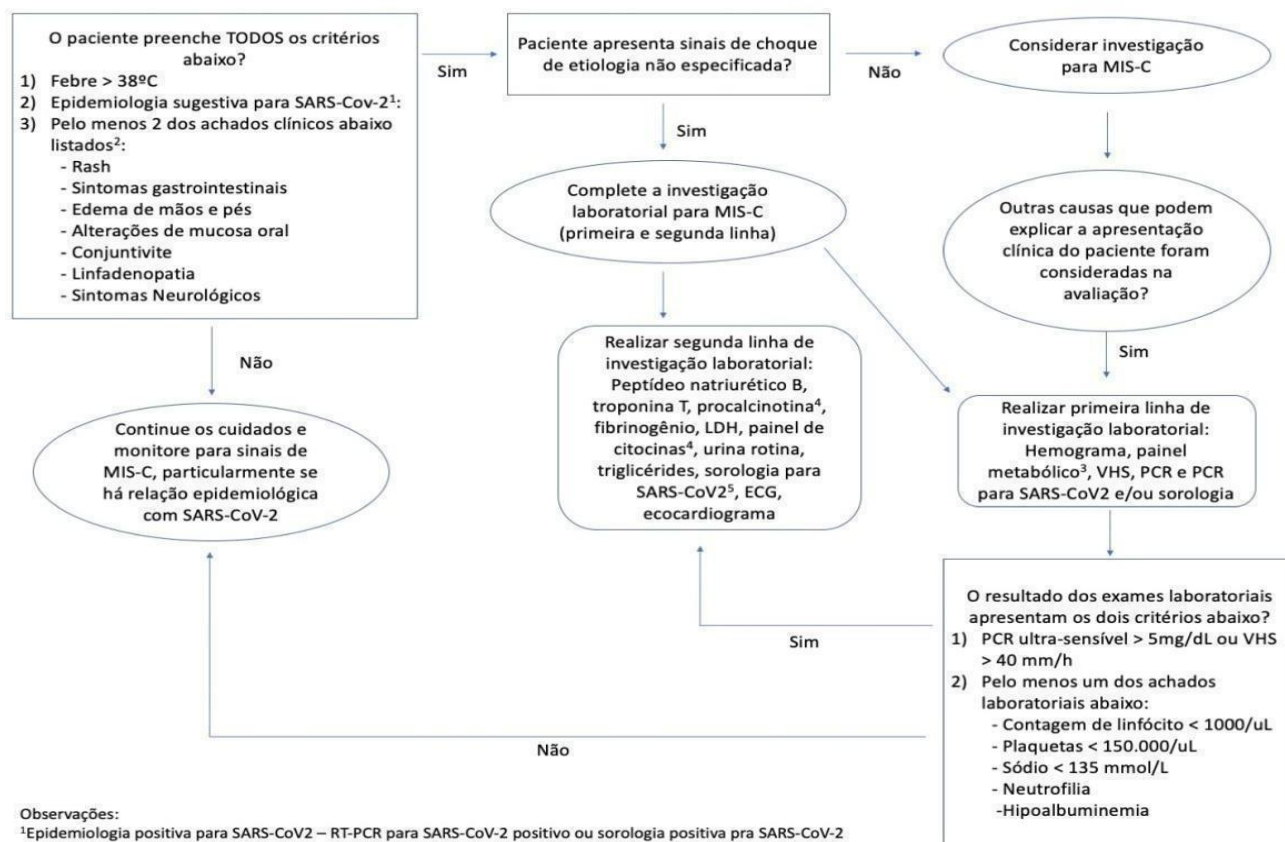 O paciente preenche TODOS os critérios
abaixo?
1) Febre > 38ºC
2) Epidemiologia sugestiva para SARS-Cov-2¹:
3) Pelo menos 2 dos achados clínicos abaixo
listados²:
- Rash
- Sintomas gastrointestinais
- Edema de mãos e pés
- Alterações de mucosa oral
- Conjuntivite
- Linfadenopatia
- Sintomas Neurológicos
Sim
Paciente apresenta sinais de choque
de etiologia não especificada?
Não
Considerar investigação
para MIS-C
Sim
Complete a investigação
laboratorial para MIS-C
(primeira e segunda linha)
Outras causas que podem
explicar a apresentação
clínica do paciente foram
consideradas na
avaliação?
Não
Sim
Continue os cuidados e
monitore para sinais de
MIS-C, particularmente se
há relação epidemiológica
com SARS-CoV-2
Realizar segunda linha de
investigação laboratorial:
Peptídeo natriurético B,
troponina T, procalcinotina⁴,
fibrinogênio, LDH, painel de
citocinas⁴, urina rotina,
triglicérides, sorologia para
SARS-CoV2⁵, ECG,
ecocardiograma
Realizar primeira linha de
investigação laboratorial:
Hemograma, painel
metabólico³, VHS, PCR e PCR
para SARS-CoV2 e/ou sorologia
O resultado dos exames laboratoriais
apresentam os dois critérios abaixo?
1) PCR ultra-sensível > 5mg/dL ou VHS
> 40 mm/h
2) Pelo menos um dos achados
laboratoriais abaixo:
- Contagem de linfócito < 1000/uL
- Plaquetas < 150.000/uL
- Sódio < 135 mmol/L
- Neutrofilia
-Hipoalbuminemia
Sim
Não
Observações:
¹Epidemiologia positiva para SARS-CoV2 – RT-PCR para SARS-CoV-2 positivo ou sorologia positiva pra SARS-CoV-2